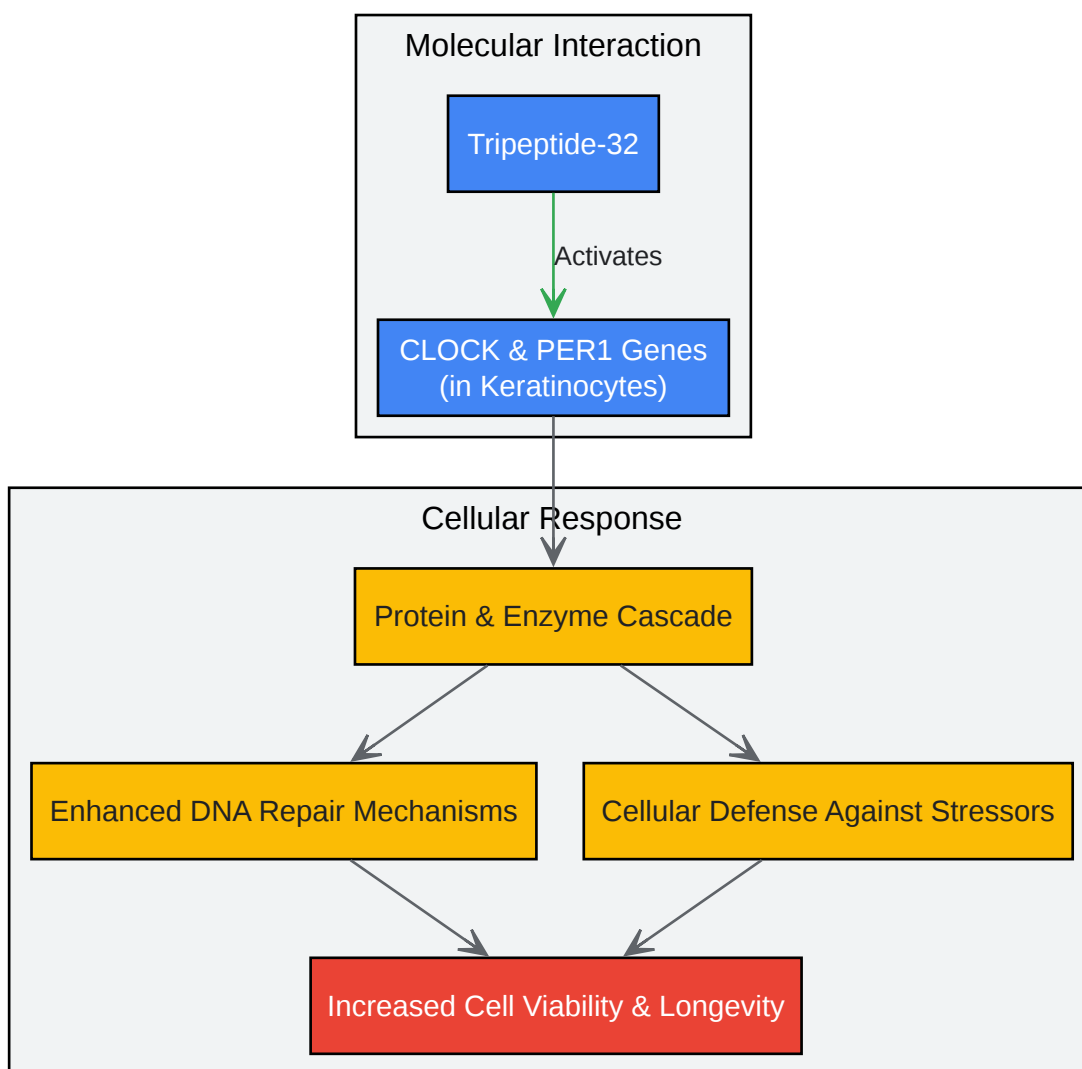 Molecular Interaction
Tripeptide-32
Activates
CLOCK & PER1 Genes
(in Keratinocytes)
Cellular Response
Protein & Enzyme Cascade
Enhanced DNA Repair Mechanisms
Cellular Defense Against Stressors
Increased Cell Viability & Longevity